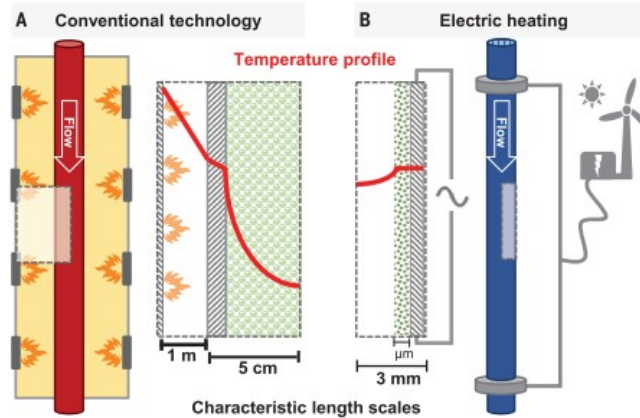 A Conventional technology
B Electric heating
Temperature profile
Flow
Flow
1 m
5 cm
μm
3 mm
Characteristic length scales